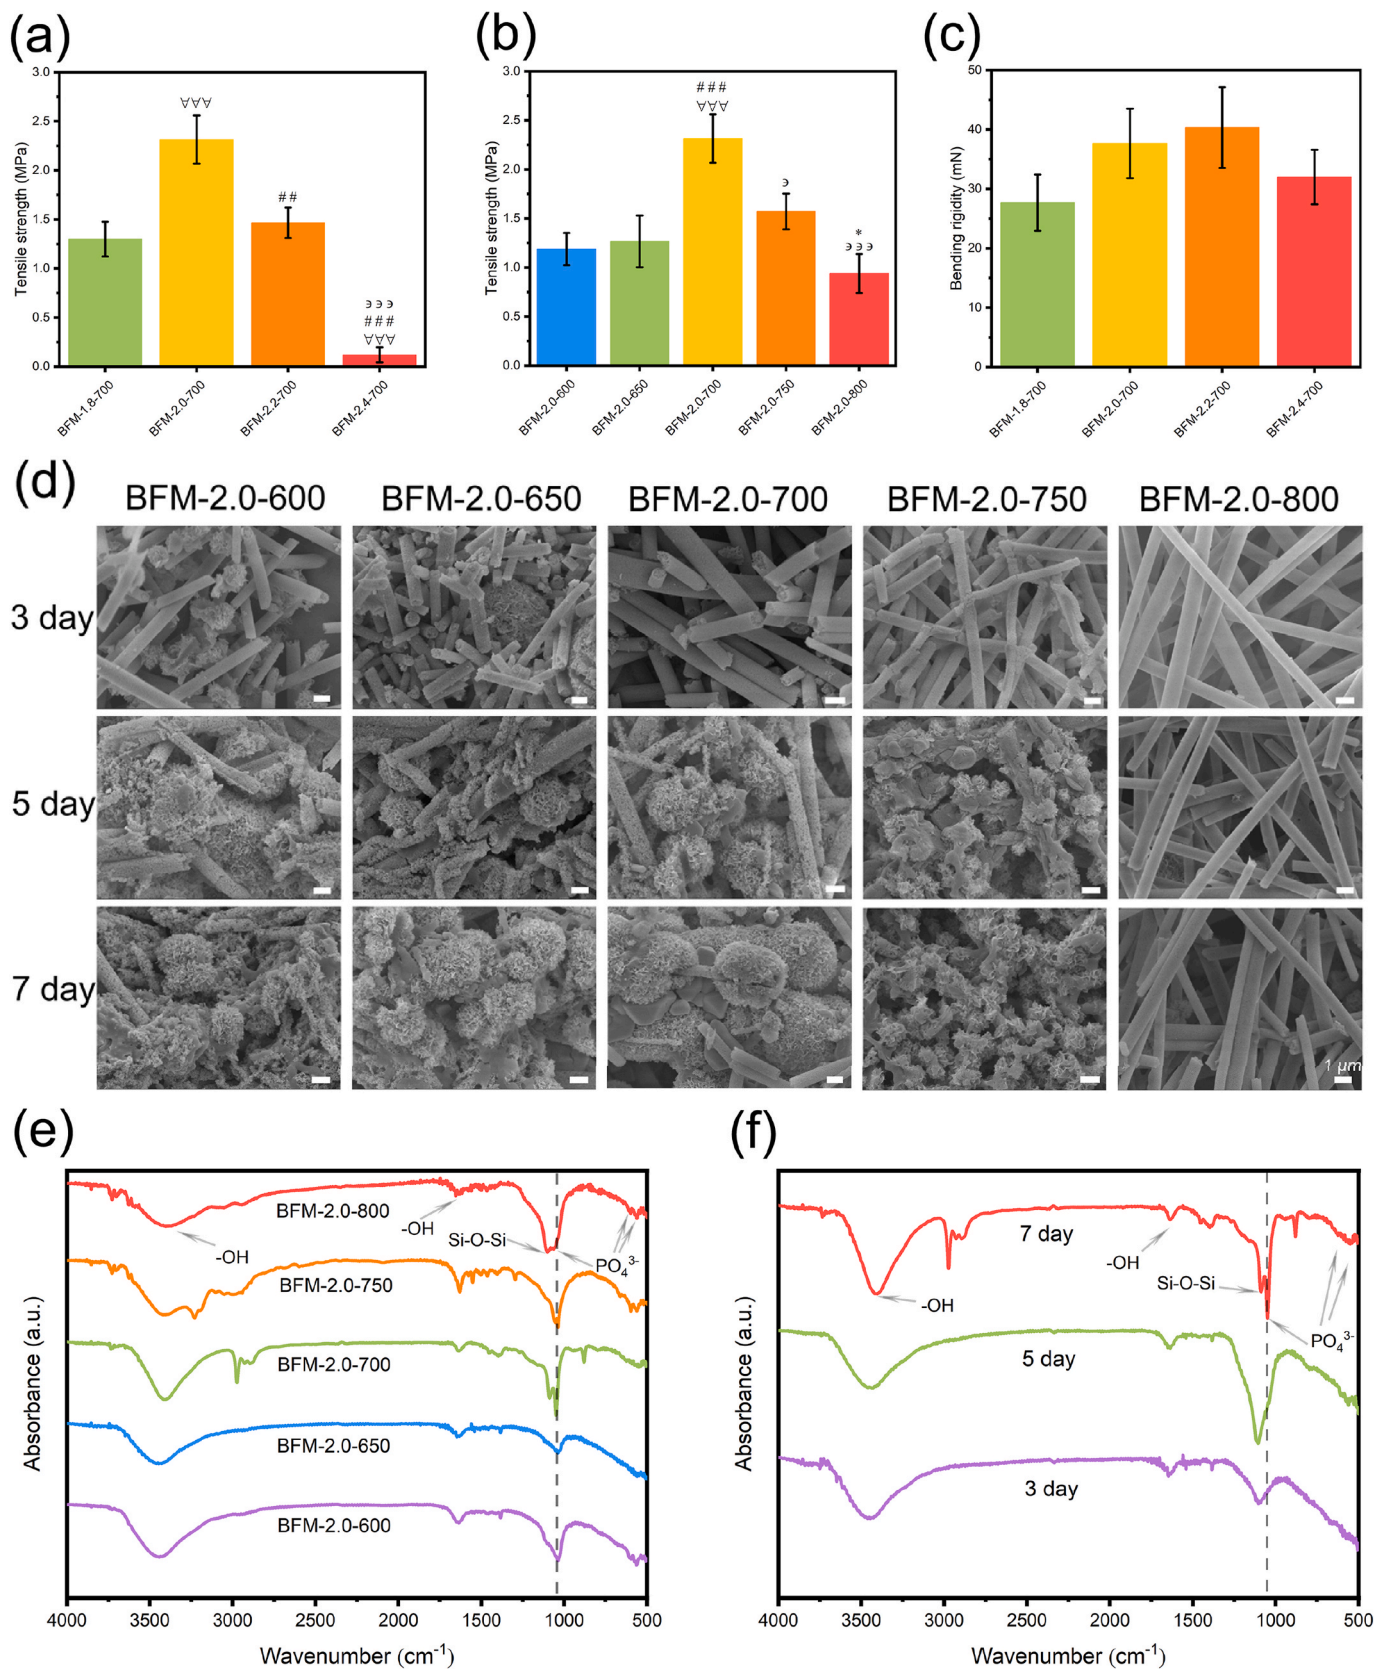 (a)
3.0
2.5
2.0
1.5
1.0
0.5
0.0
Tensile strength (MPa)
∀∀∀
##
϶϶϶
###
∀∀∀
BFM-1.8-700
BFM-2.0-700
BFM-2.2-700
BFM-2.4-700
(b)
3.0
2.5
2.0
1.5
1.0
0.5
0.0
Tensile strength (MPa)
###
∀∀∀
϶
*
϶϶϶
BFM-2.0-600
BFM-2.0-650
BFM-2.0-700
BFM-2.0-750
BFM-2.0-800
(c)
50
40
30
20
10
0
Bending rigidity (mN)
BFM-1.8-700
BFM-2.0-700
BFM-2.2-700
BFM-2.4-700
(d)
BFM-2.0-600 BFM-2.0-650 BFM-2.0-700 BFM-2.0-750 BFM-2.0-800
3 day
5 day
7 day
1 μm
(e)
Absorbance (a.u.)
BFM-2.0-800
-OH
-OH
Si-O-Si
PO₄³⁻
BFM-2.0-750
BFM-2.0-700
BFM-2.0-650
BFM-2.0-600
4000 3500 3000 2500 2000 1500 1000 500
Wavenumber (cm⁻¹)
(f)
Absorbance (a.u.)
7 day
-OH
-OH
Si-O-Si
PO₄³⁻
5 day
3 day
4000 3500 3000 2500 2000 1500 1000 500
Wavenumber (cm⁻¹)